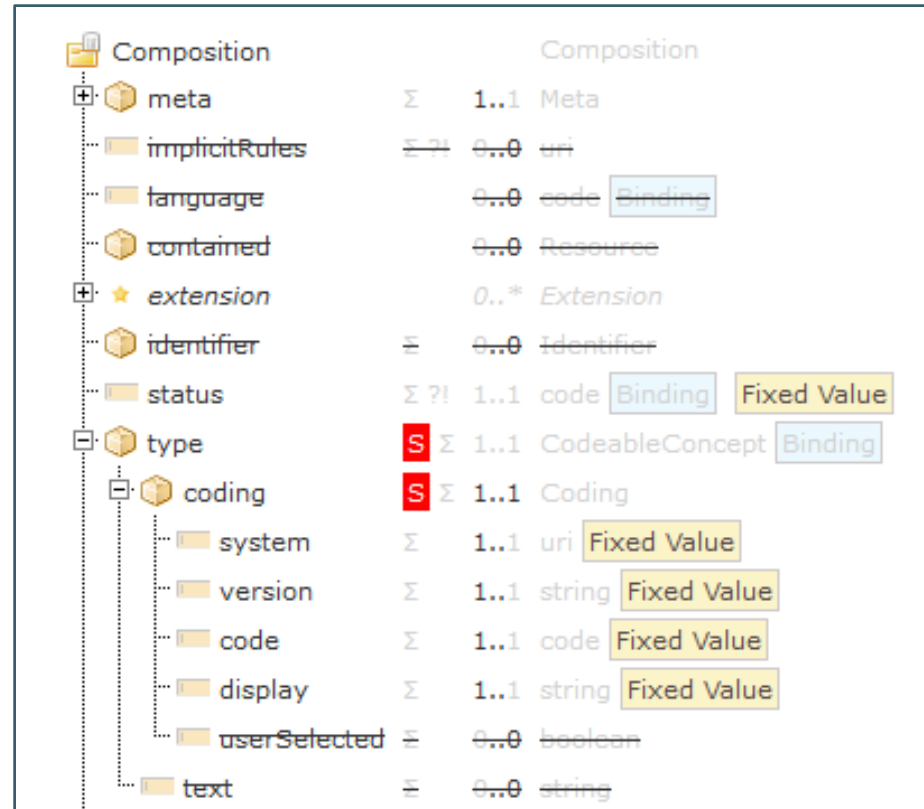 Composition Composition
meta Σ 1..1 Meta
implicitRules Σ ?! 0..0 uri
language 0..0 code Binding
contained 0..0 Resource
extension 0..* Extension
identifier Σ 0..0 Identifier
status Σ ?! 1..1 code Binding Fixed Value
type S Σ 1..1 CodeableConcept Binding
coding S Σ 1..1 Coding
system Σ 1..1 uri Fixed Value
version Σ 1..1 string Fixed Value
code Σ 1..1 code Fixed Value
display Σ 1..1 string Fixed Value
userSelected Σ 0..0 boolean
text Σ 0..0 string